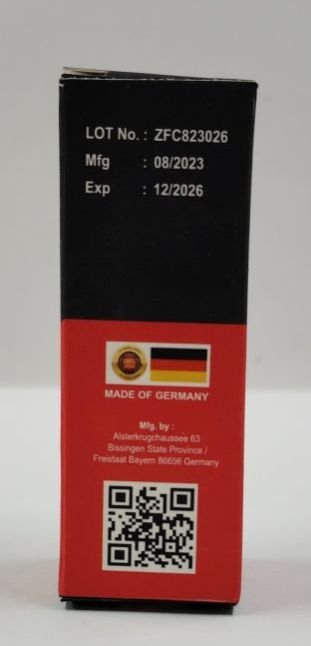 LOT No. : ZFC823026
Mfg : 08/2023
Exp : 12/2026
MADE OF GERMANY
Mfg. by :
Alsterkrugchaussee 63
Bissingen State Province /
Freistaat Bayern 86656 Germany